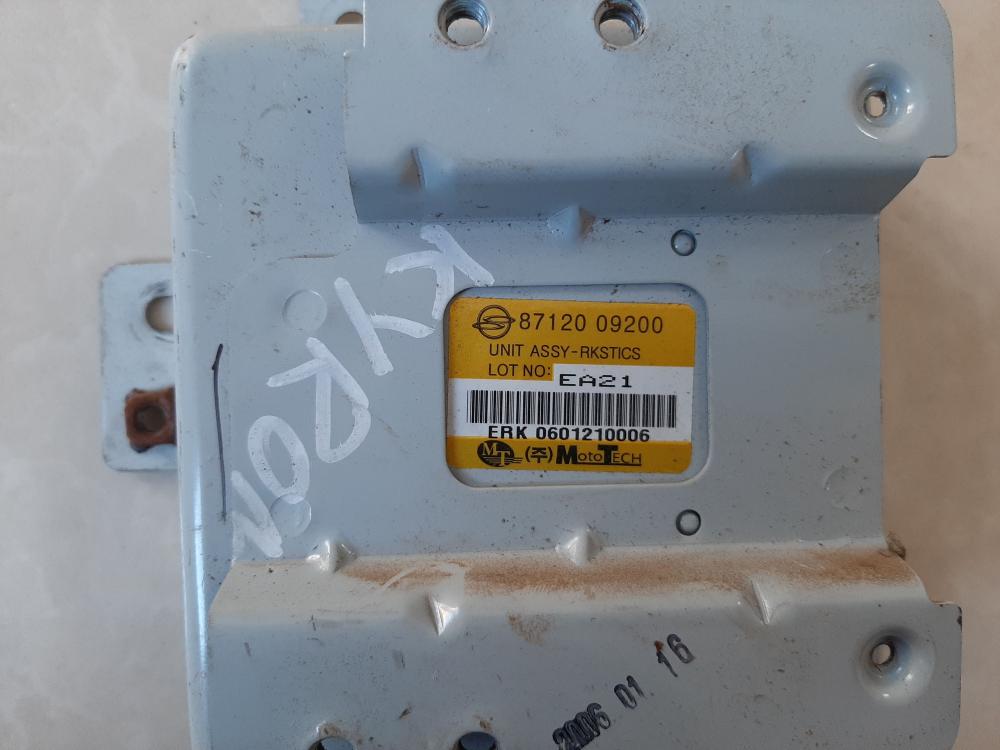 87120 09200
UNIT ASSY-RKSTICS
LOT NO: EA21
ERK 0601210006
MT (주) MOTOTECH
KYRON
2006 01 16